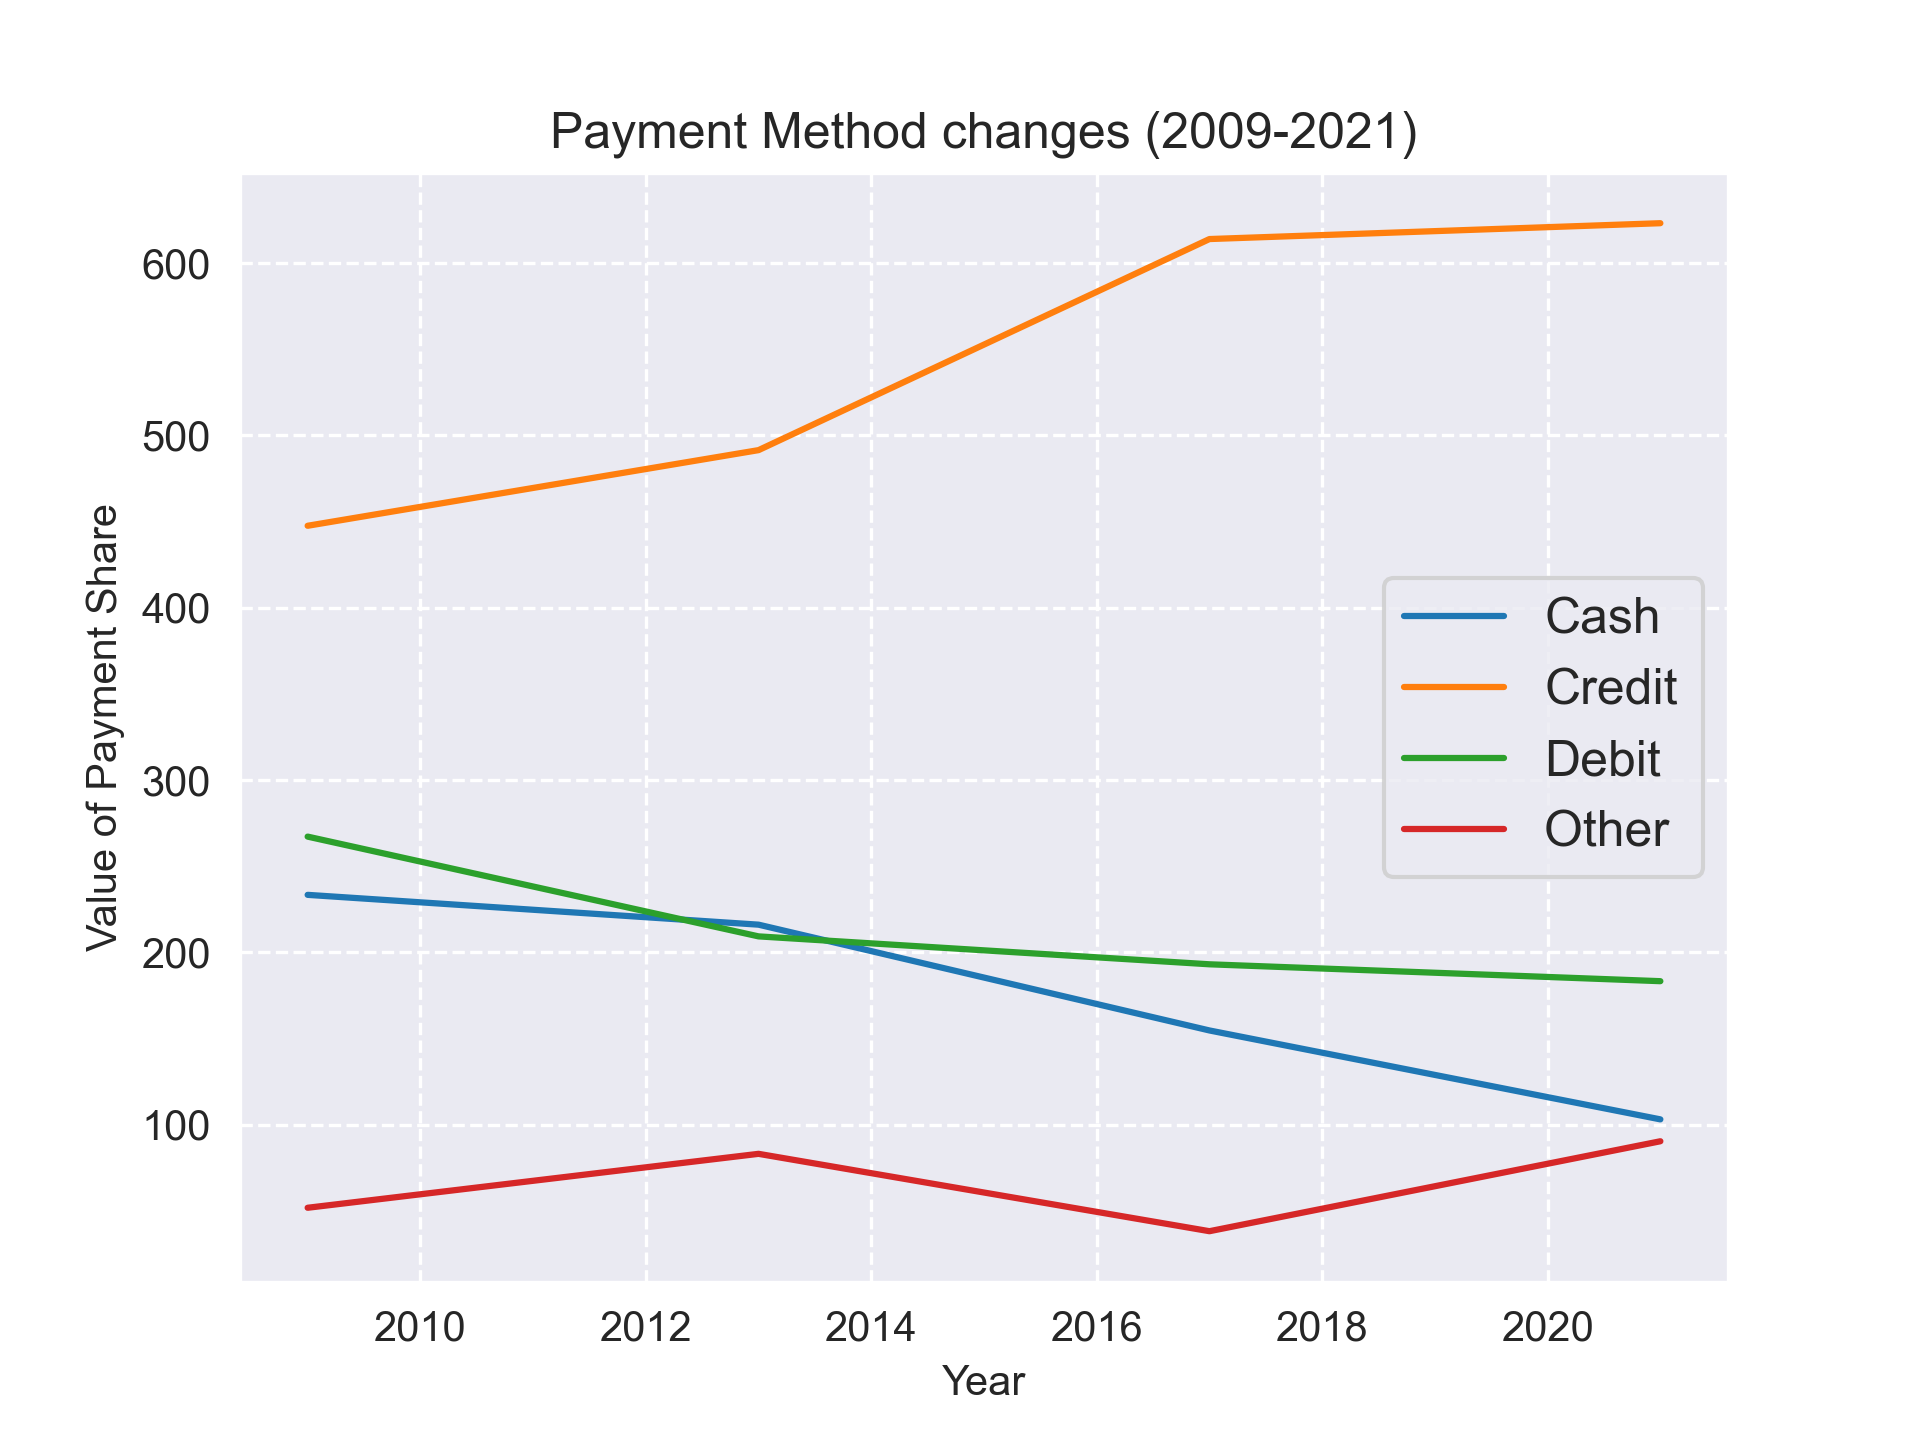 Payment Method changes (2009-2021)
Value of Payment Share
600
500
400
300
200
100
Cash
Credit
Debit
Other
2010 2012 2014 2016 2018 2020
Year